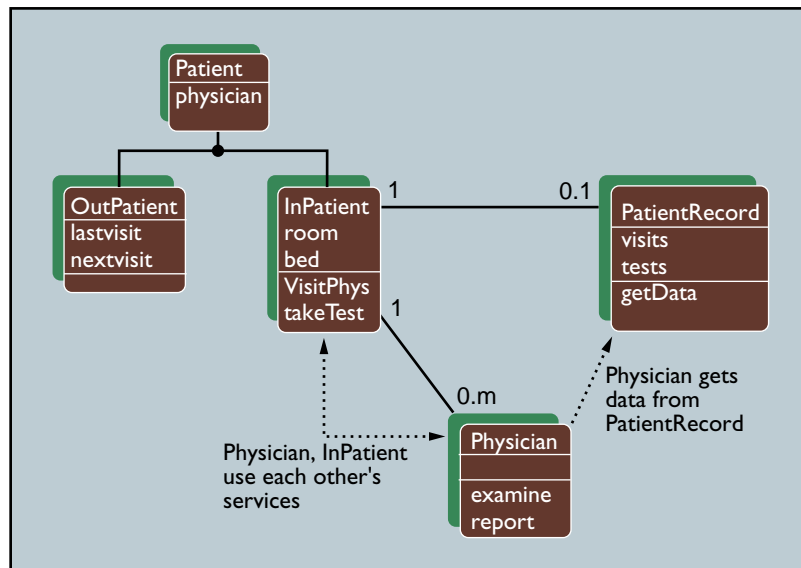 Patient
physician
OutPatient
lastvisit
nextvisit
InPatient
room
bed
VisitPhys
takeTest
1
0.1
PatientRecord
visits
tests
getData
1
0.m
Physician
examine
report
Physician gets
data from
PatientRecord
Physician, InPatient
use each other's
services